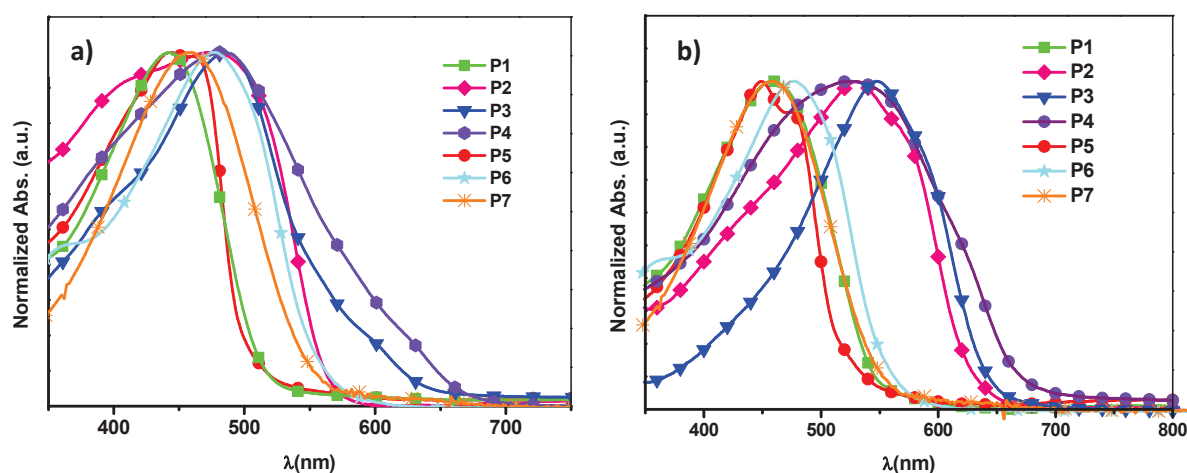 a)
P1
P2
P3
P4
P5
P6
P7
Normalized Abs. (a.u.)
400 500 600 700
λ(nm)
b)
P1
P2
P3
P4
P5
P6
P7
Normalized Abs. (a.u.)
400 500 600 700 800
λ(nm)